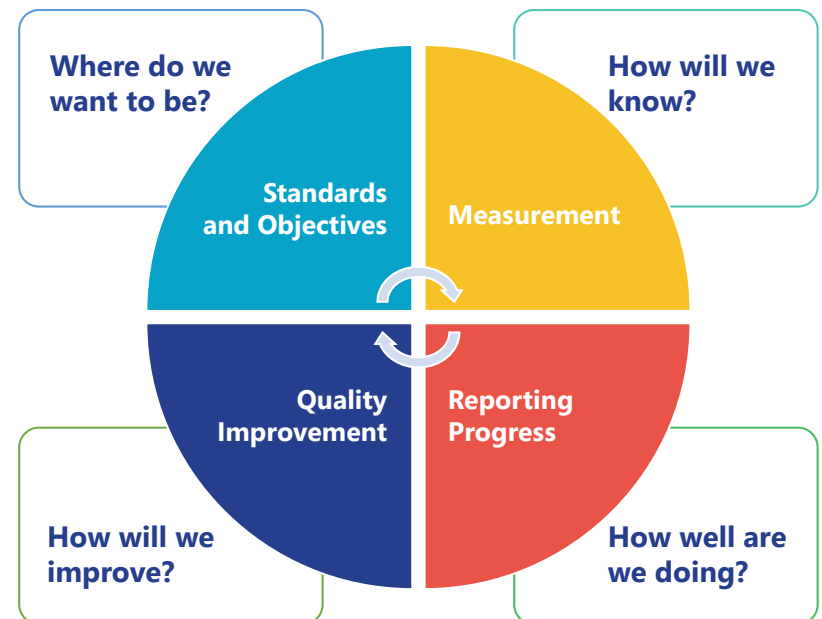 Where do we
want to be?
How will we
know?
Standards
and Objectives
Measurement
Quality
Improvement
Reporting
Progress
How will we
improve?
How well are
we doing?